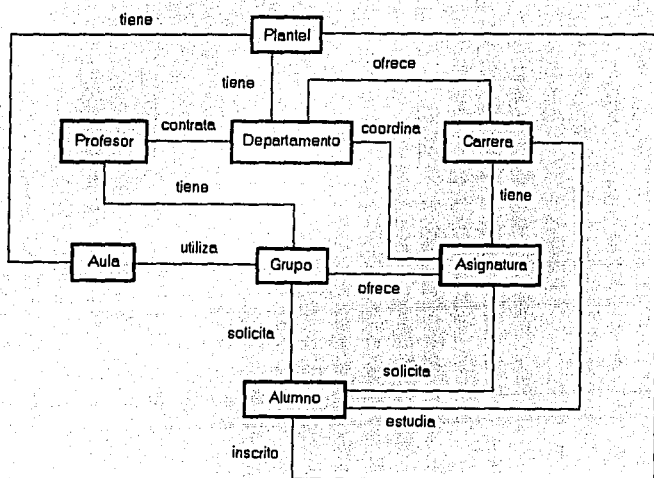 tiene
Plantel
ofrece
tiene
contrata
coordina
Profesor
Departamento
Carrera
tiene
tiene
utiliza
Aula
Grupo
Asignatura
ofrece
solicita
solicita
Alumno
estudia
inscrito